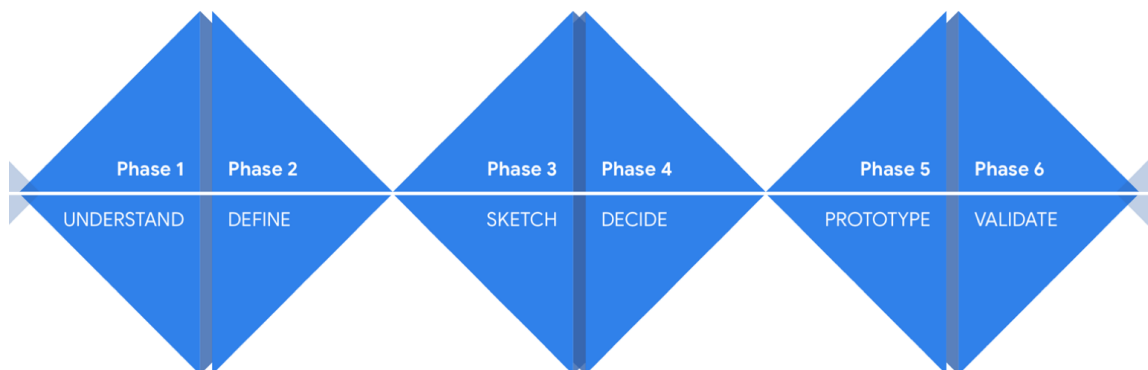 Phase 1
Phase 2
Phase 3
Phase 4
Phase 5
Phase 6
UNDERSTAND
DEFINE
SKETCH
DECIDE
PROTOTYPE
VALIDATE